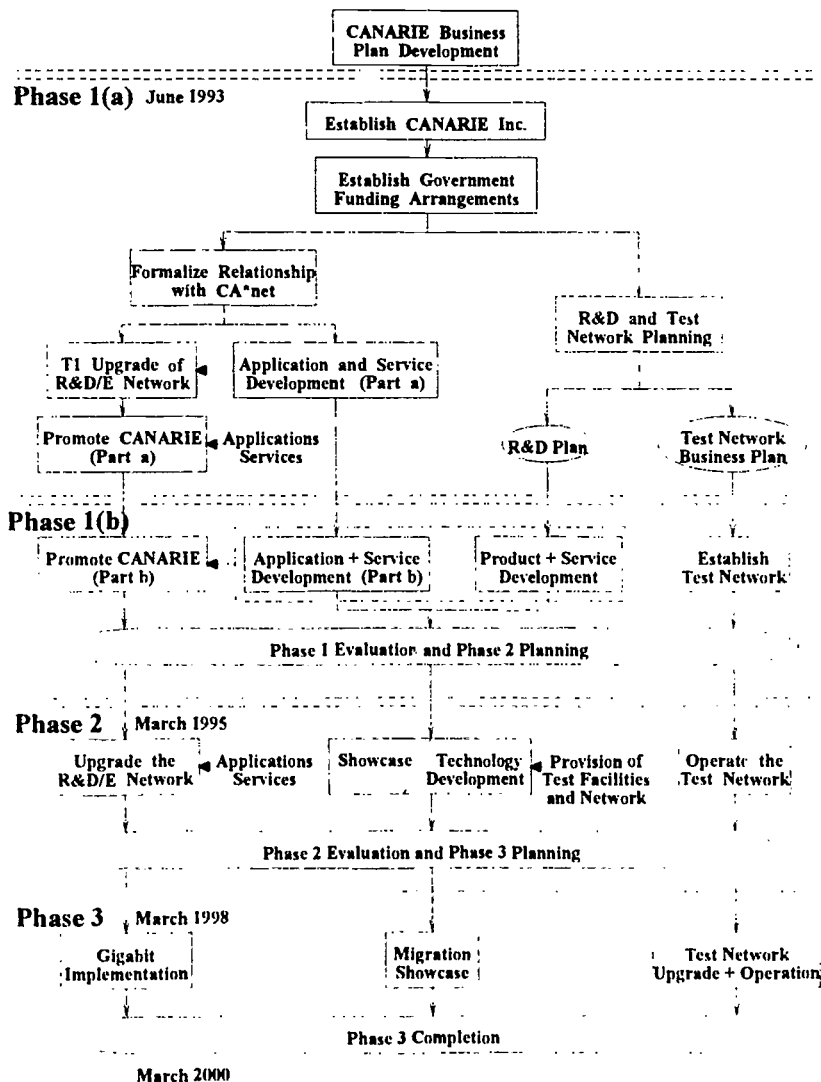 CANARIE Business
Plan Development
Phase 1(a) June 1993
Establish CANARIE Inc.
Establish Government
Funding Arrangements
Formalize Relationship
with CA*net
R&D and Test
Network Planning
T1 Upgrade of
R&D/E Network
Application and Service
Development (Part a)
Promote CANARIE
(Part a)
Applications
Services
R&D Plan
Test Network
Business Plan
Phase 1(b)
Promote CANARIE
(Part b)
Application + Service
Development (Part b)
Product + Service
Development
Establish
Test Network
Phase 1 Evaluation and Phase 2 Planning
Phase 2 March 1995
Upgrade the
R&D/E Network
Applications
Services
Showcase Technology
Development
Provision of
Test Facilities
and Network
Operate the
Test Network
Phase 2 Evaluation and Phase 3 Planning
Phase 3 March 1998
Gigabit
Implementation
Migration
Showcase
Test Network
Upgrade + Operation
Phase 3 Completion
March 2000